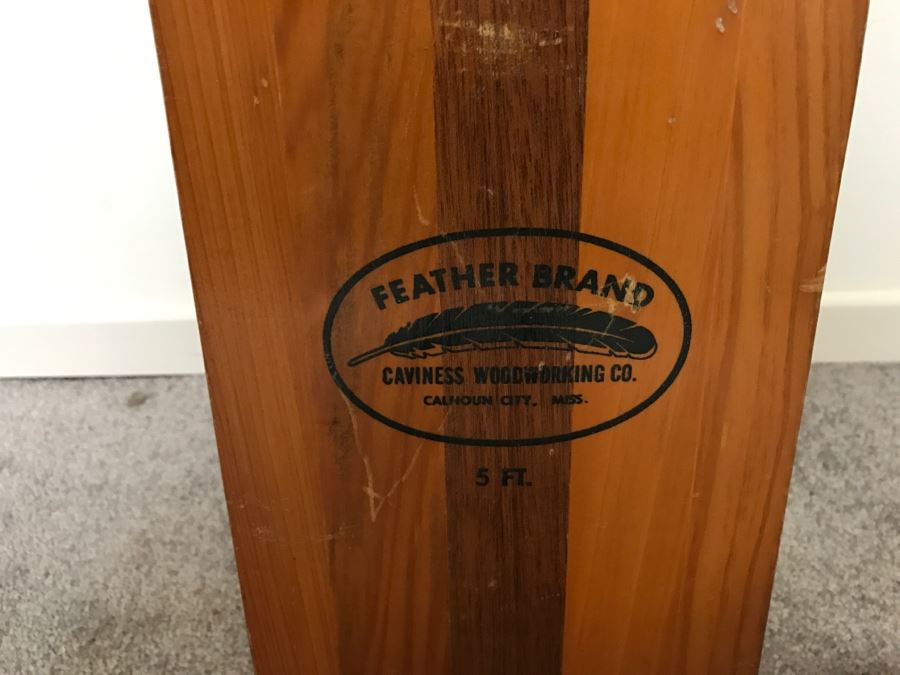 FEATHER BRAND
CAVINESS WOODWORKING CO.
CALHOUN CITY, MISS.
5 FT.